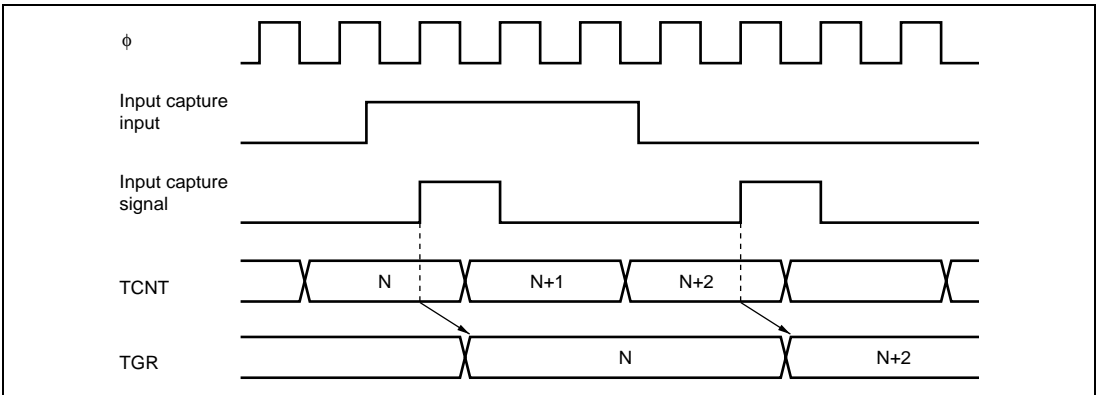 ϕ
Input capture
input
Input capture
signal
TCNT
N
N+1
N+2
TGR
N
N+2